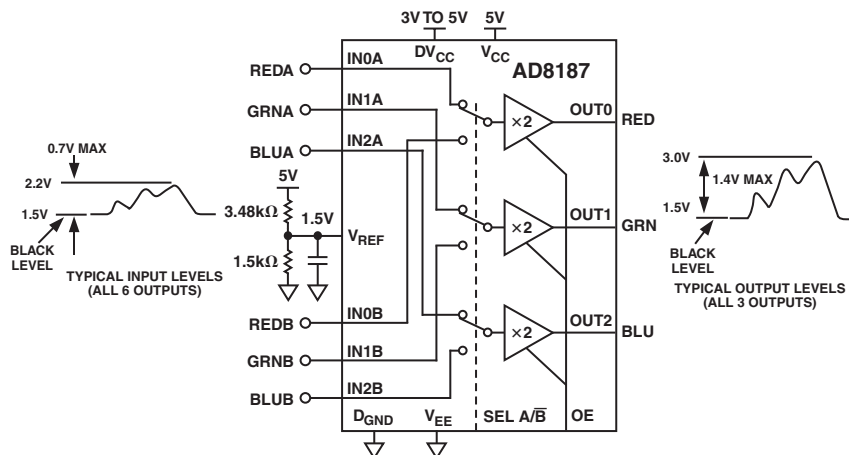 3V TO 5V
5V
DVCC
VCC
AD8187
REDA
IN0A
GRNA
IN1A
BLUA
IN2A
×2
OUT0
RED
0.7V MAX
2.2V
1.5V
BLACK
LEVEL
TYPICAL INPUT LEVELS
(ALL 6 OUTPUTS)
5V
3.48kΩ
1.5V
VREF
1.5kΩ
×2
OUT1
GRN
3.0V
1.4V MAX
1.5V
BLACK
LEVEL
TYPICAL OUTPUT LEVELS
(ALL 3 OUTPUTS)
REDB
IN0B
GRNB
IN1B
BLUB
IN2B
×2
OUT2
BLU
DGND
VEE
SEL A/B̅
OE